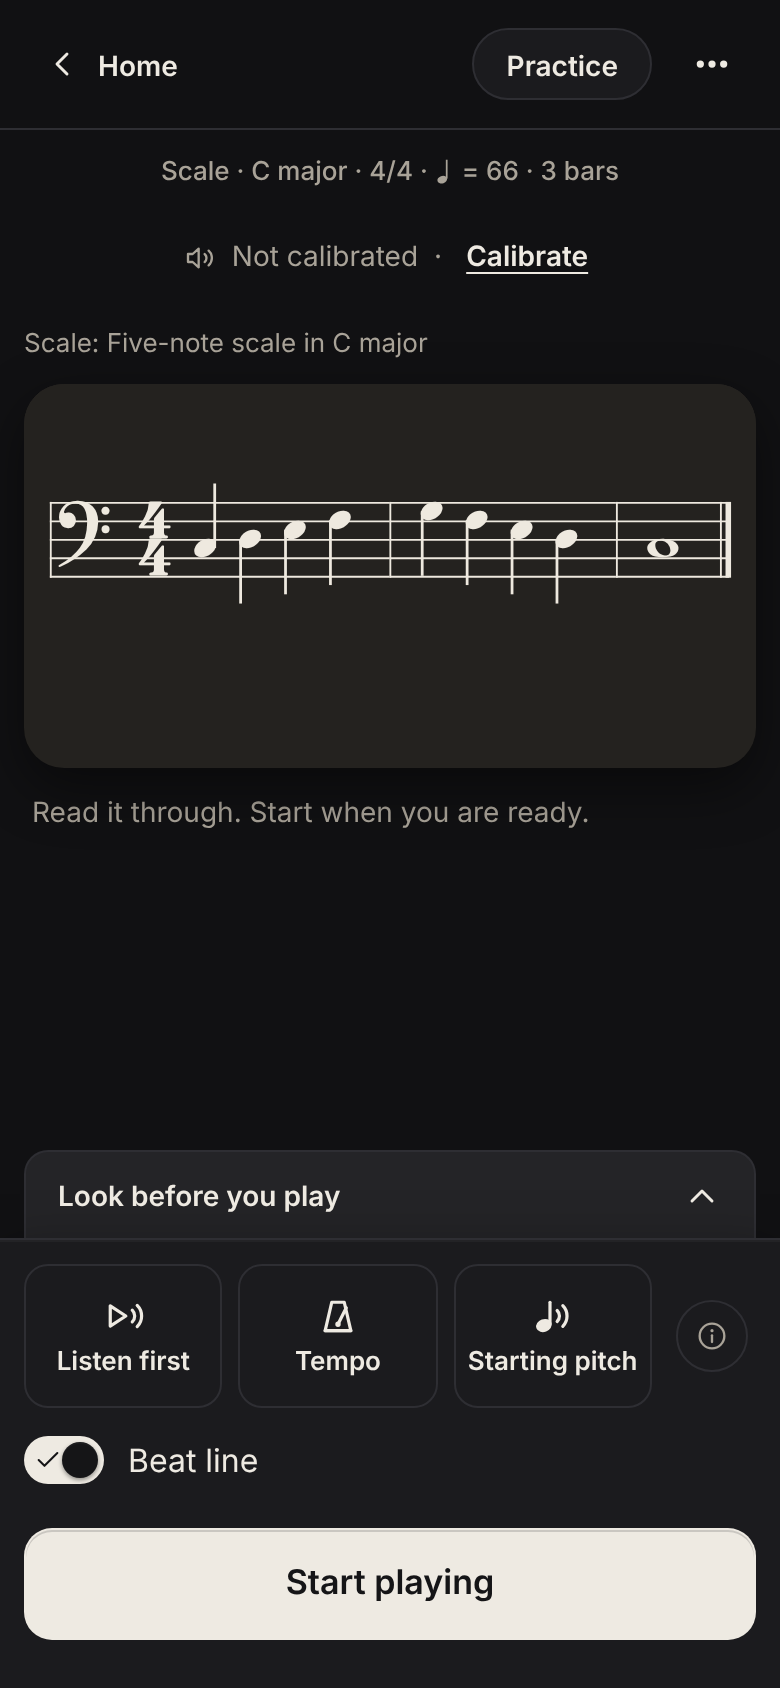 Home
Practice
Scale · C major · 4/4 · ♩ = 66 · 3 bars
Not calibrated · Calibrate
Scale: Five-note scale in C major
4
4
Read it through. Start when you are ready.
Look before you play
Listen first
Tempo
Starting pitch
Beat line
Start playing